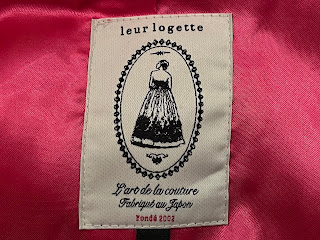 leur logette
L'art de la couture
Fabriqué au Japon
Fondé 2002